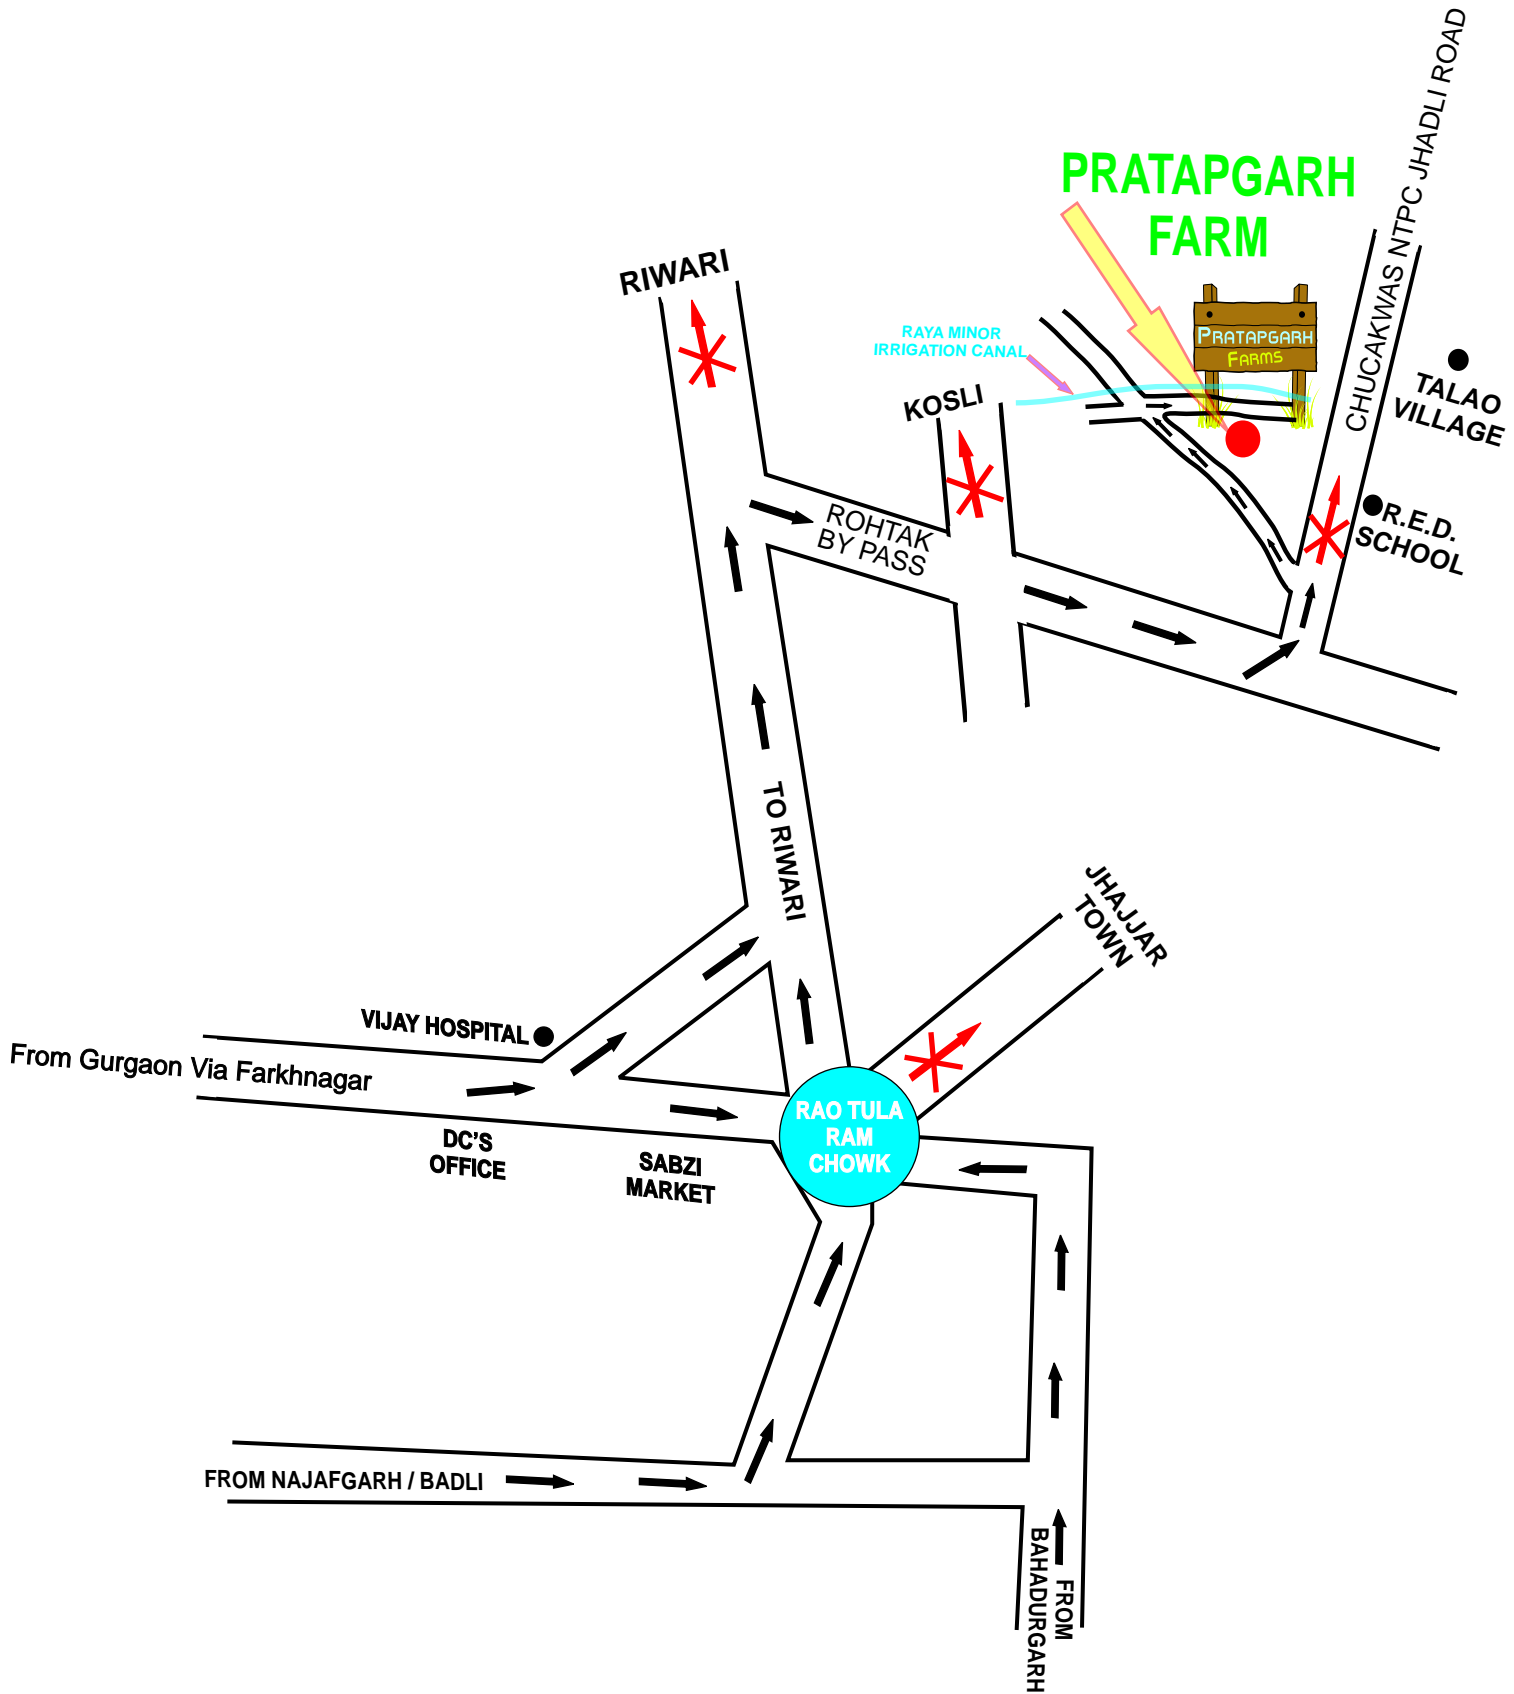 CHUCAKWAS NTPC JHADLI ROAD
PRATAPGARH
FARM
RIWARI
RAYA MINOR
IRRIGATION CANAL
PRATAPGARH
FARMS
KOSLI
TALAO
VILLAGE
ROHTAK
BY PASS
R.E.D.
SCHOOL
TO RIWARI
JHAJJAR
TOWN
VIJAY HOSPITAL
From Gurgaon Via Farkhnagar
RAO TULA
RAM
CHOWK
DC'S
OFFICE
SABZI
MARKET
FROM NAJAFGARH / BADLI
FROM
BAHADURGARH